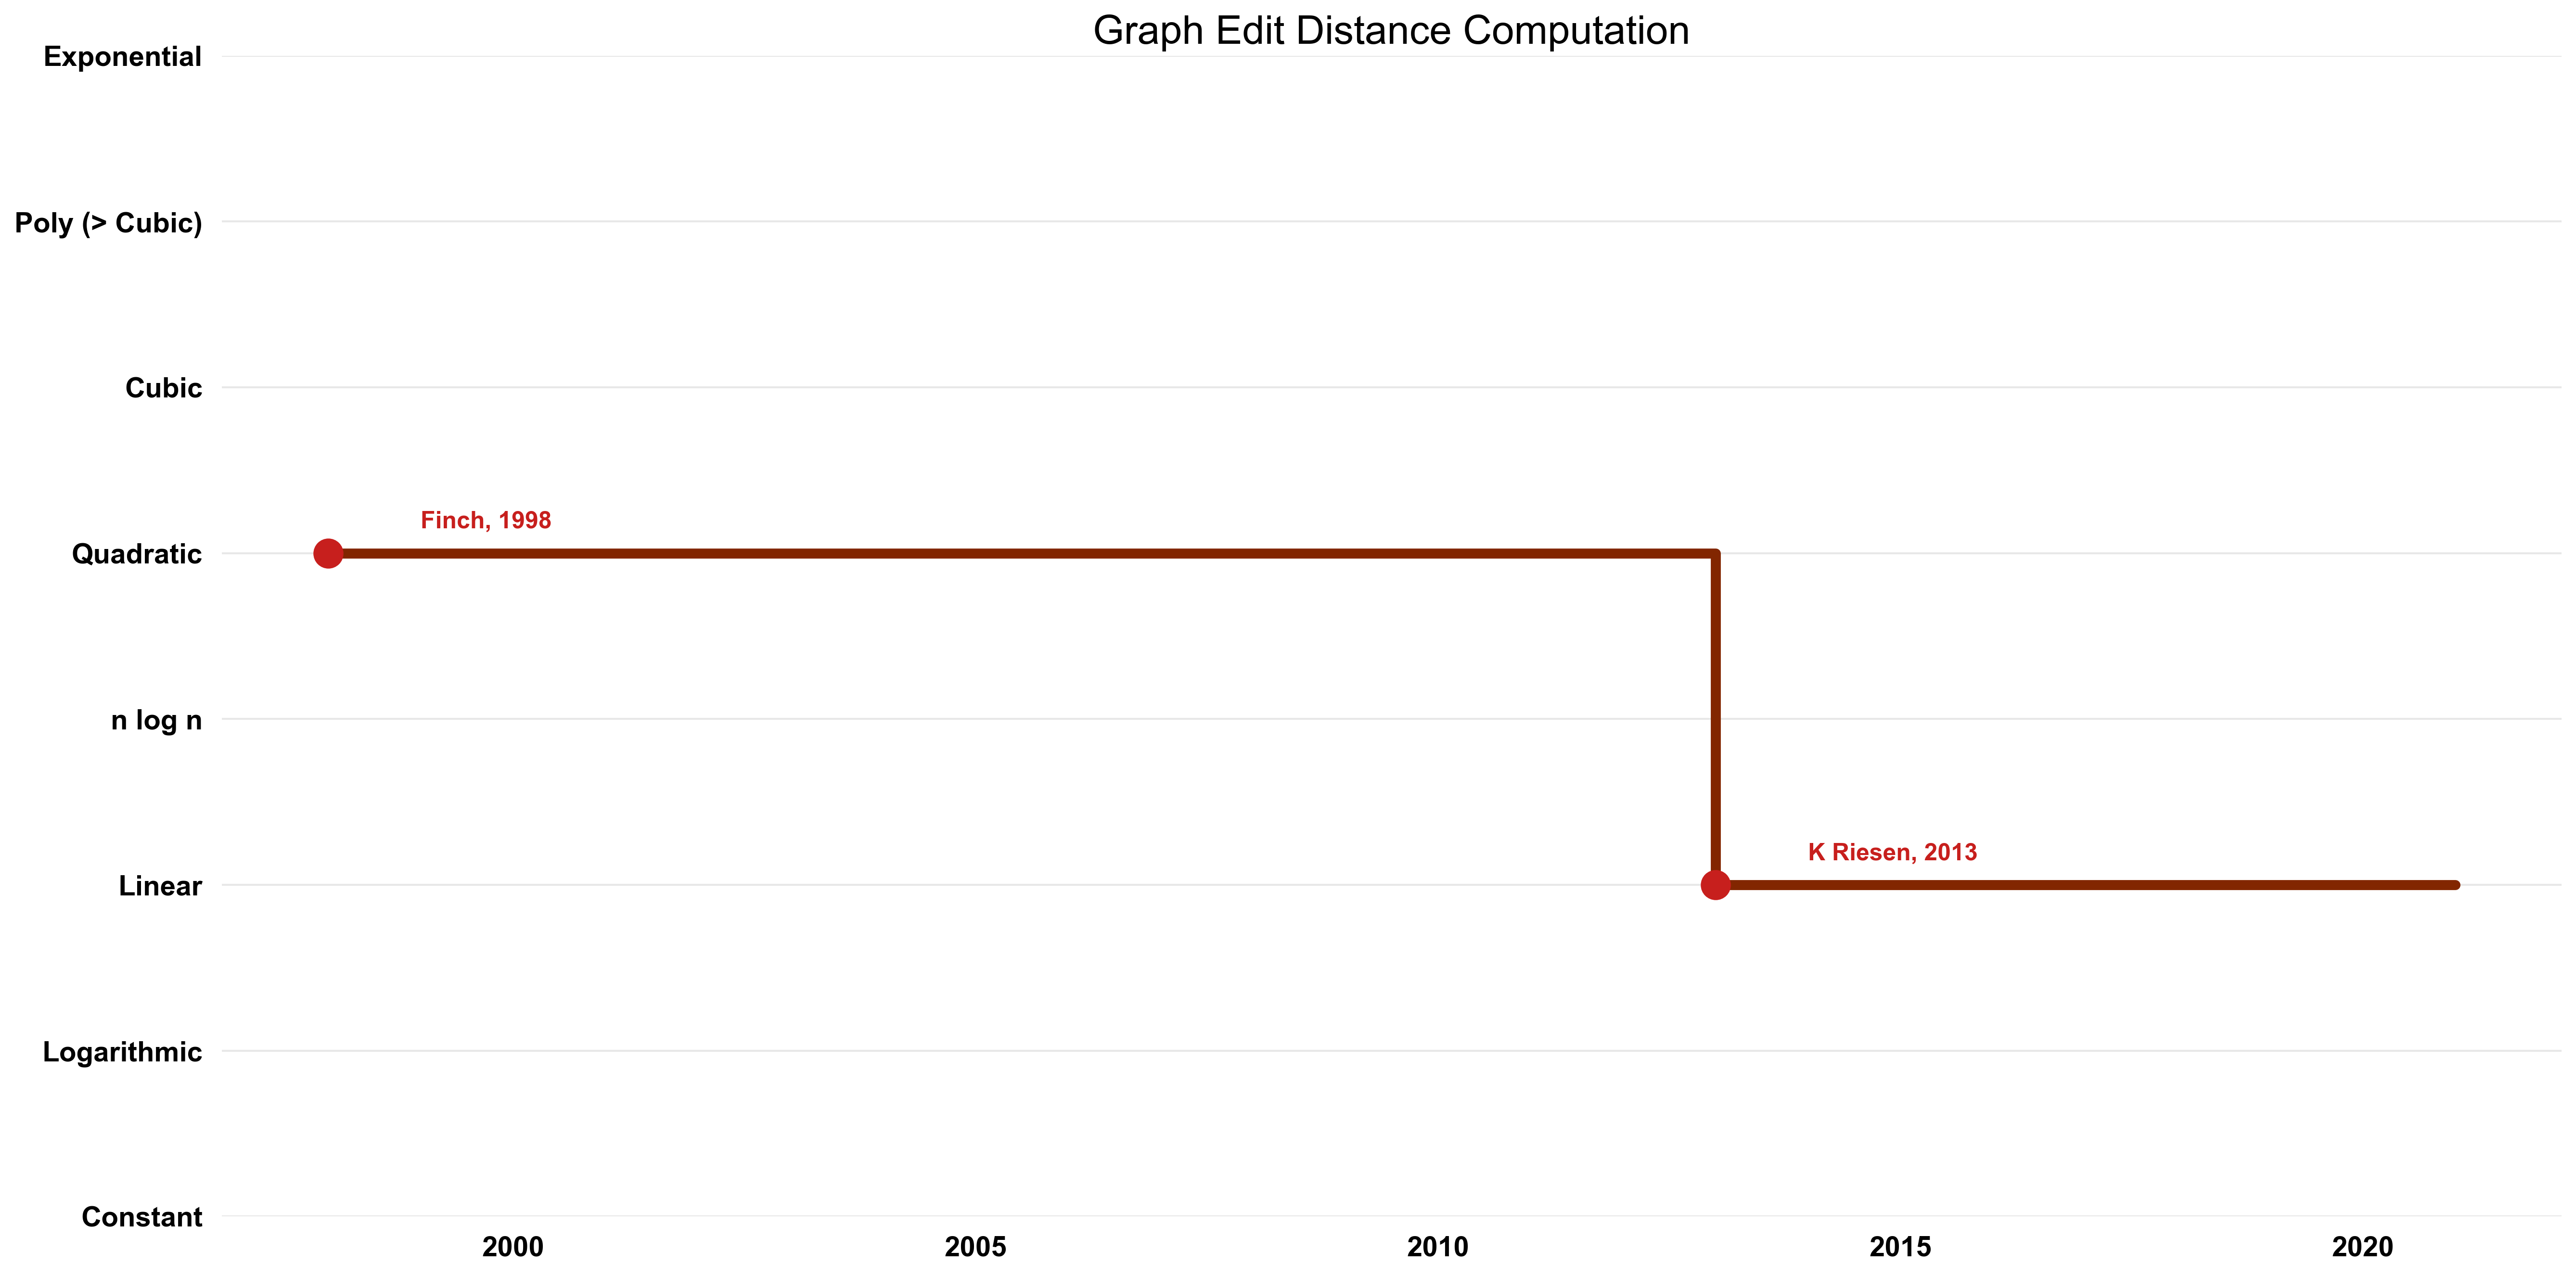 Graph Edit Distance Computation
Exponential
Poly (> Cubic)
Cubic
Finch, 1998
Quadratic
n log n
K Riesen, 2013
Linear
Logarithmic
Constant
2000 2005 2010 2015 2020